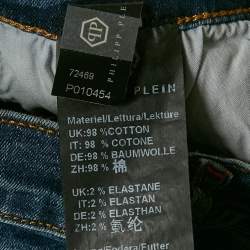 PHILIPP PLEIN
72469
P010454
PLEIN
Materiel/Lettura/Lekture
UK:98 %COTTON
IT: 98 % COTONE
DE:98 % BAUMWOLLE
ZH:98 % 棉
UK:2 % ELASTANE
IT:2 % ELASTAN
DE:2 % ELASTHAN
ZH:2 % 氨纶